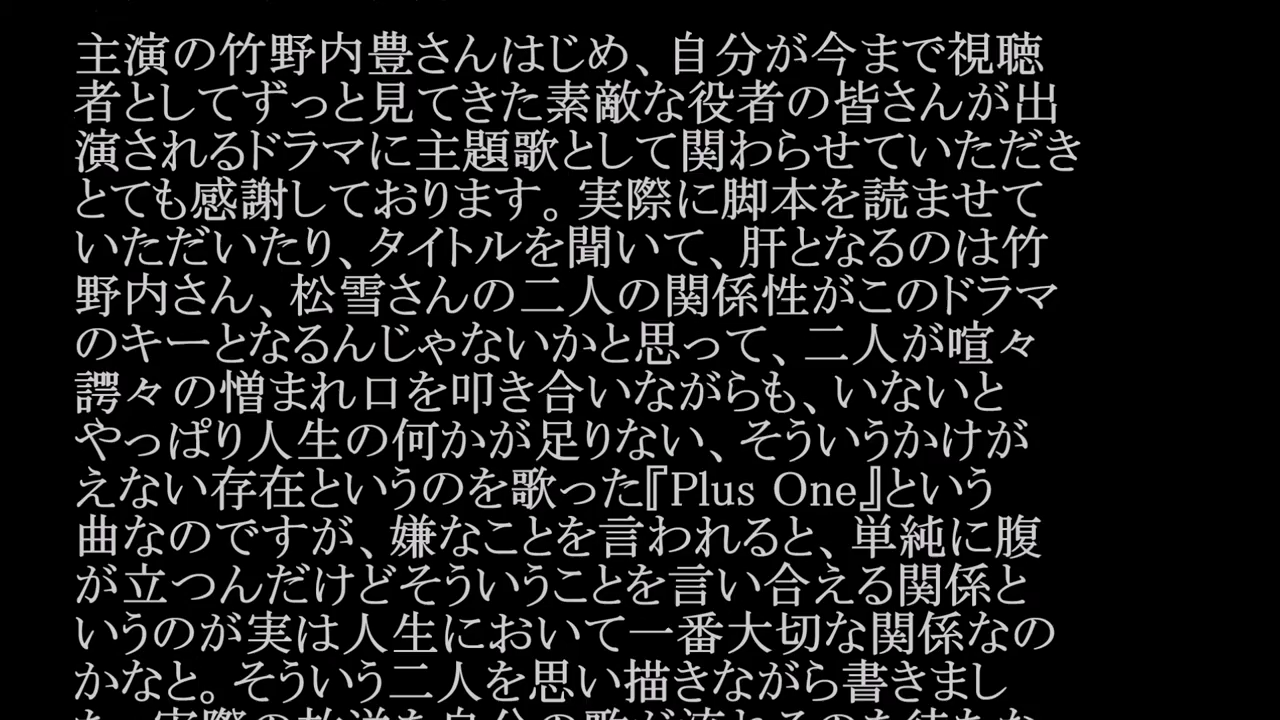 主演の竹野内豊さんはじめ、自分が今まで視聴
者としてずっと見てきた素敵な役者の皆さんが出
演されるドラマに主題歌として関わらせていただき
とても感謝しております。実際に脚本を読ませて
いただいたり、タイトルを聞いて、肝となるのは竹
野内さん、松雪さんの二人の関係性がこのドラマ
のキーとなるんじゃないかと思って、二人が喧々
諤々の憎まれ口を叩き合いながらも、いないと
やっぱり人生の何かが足りない、そういうかけが
えない存在というのを歌った『Plus One』という
曲なのですが、嫌なことを言われると、単純に腹
が立つんだけどそういうことを言い合える関係と
いうのが実は人生において一番大切な関係なの
かなと。そういう二人を思い描きながら書きまし